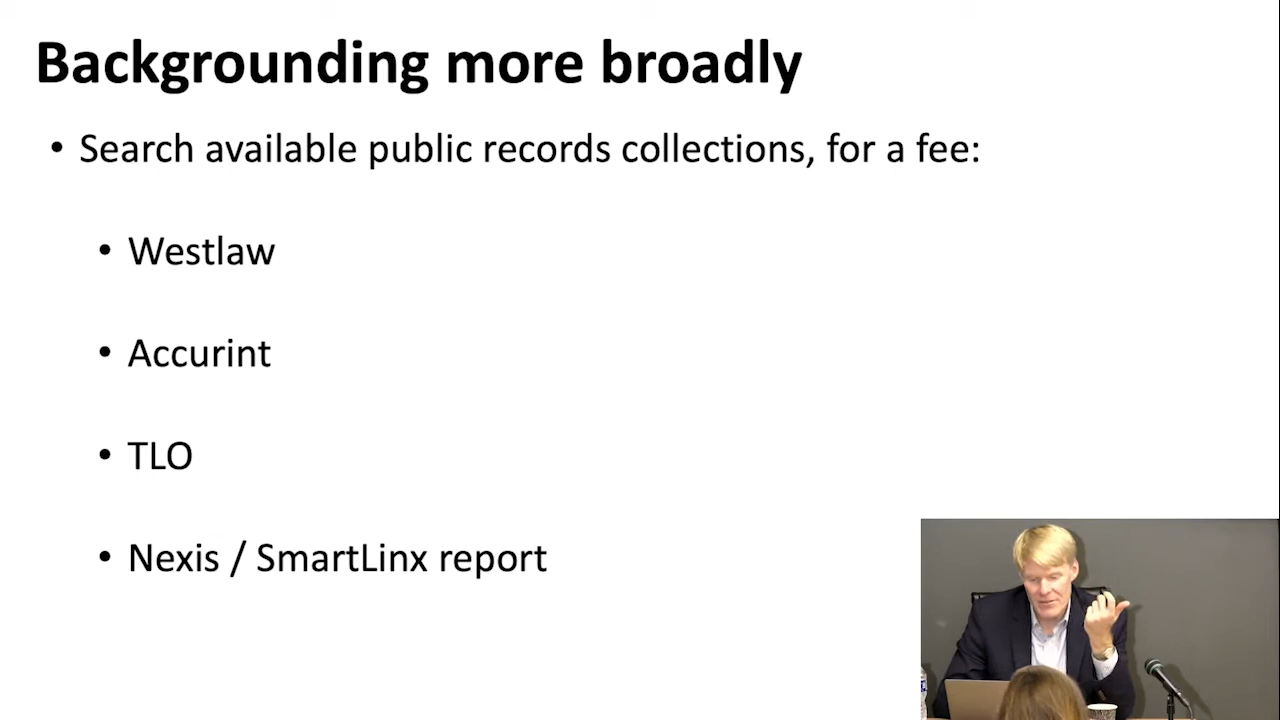 Backgrounding more broadly
• Search available public records collections, for a fee:
• Westlaw
• Accurint
• TLO
• Nexis / SmartLinx report